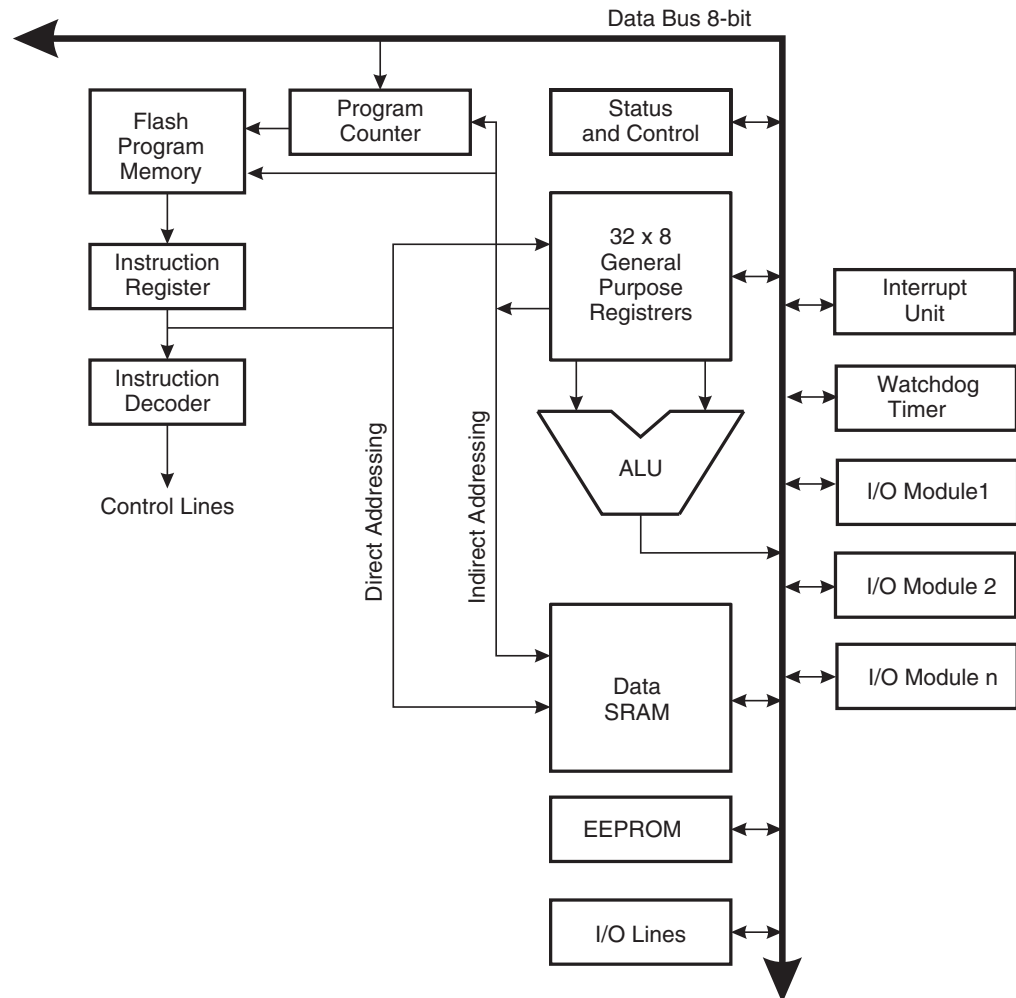 Data Bus 8-bit
Flash
Program
Memory
Program
Counter
Status
and Control
32 x 8
General
Purpose
Registrers
Instruction
Register
Instruction
Decoder
Control Lines
Direct Addressing
Indirect Addressing
ALU
Interrupt
Unit
Watchdog
Timer
I/O Module1
I/O Module 2
I/O Module n
Data
SRAM
EEPROM
I/O Lines